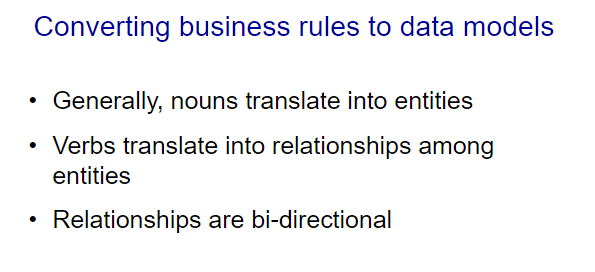 Converting business rules to data models
• Generally, nouns translate into entities
• Verbs translate into relationships among
entities
• Relationships are bi-directional